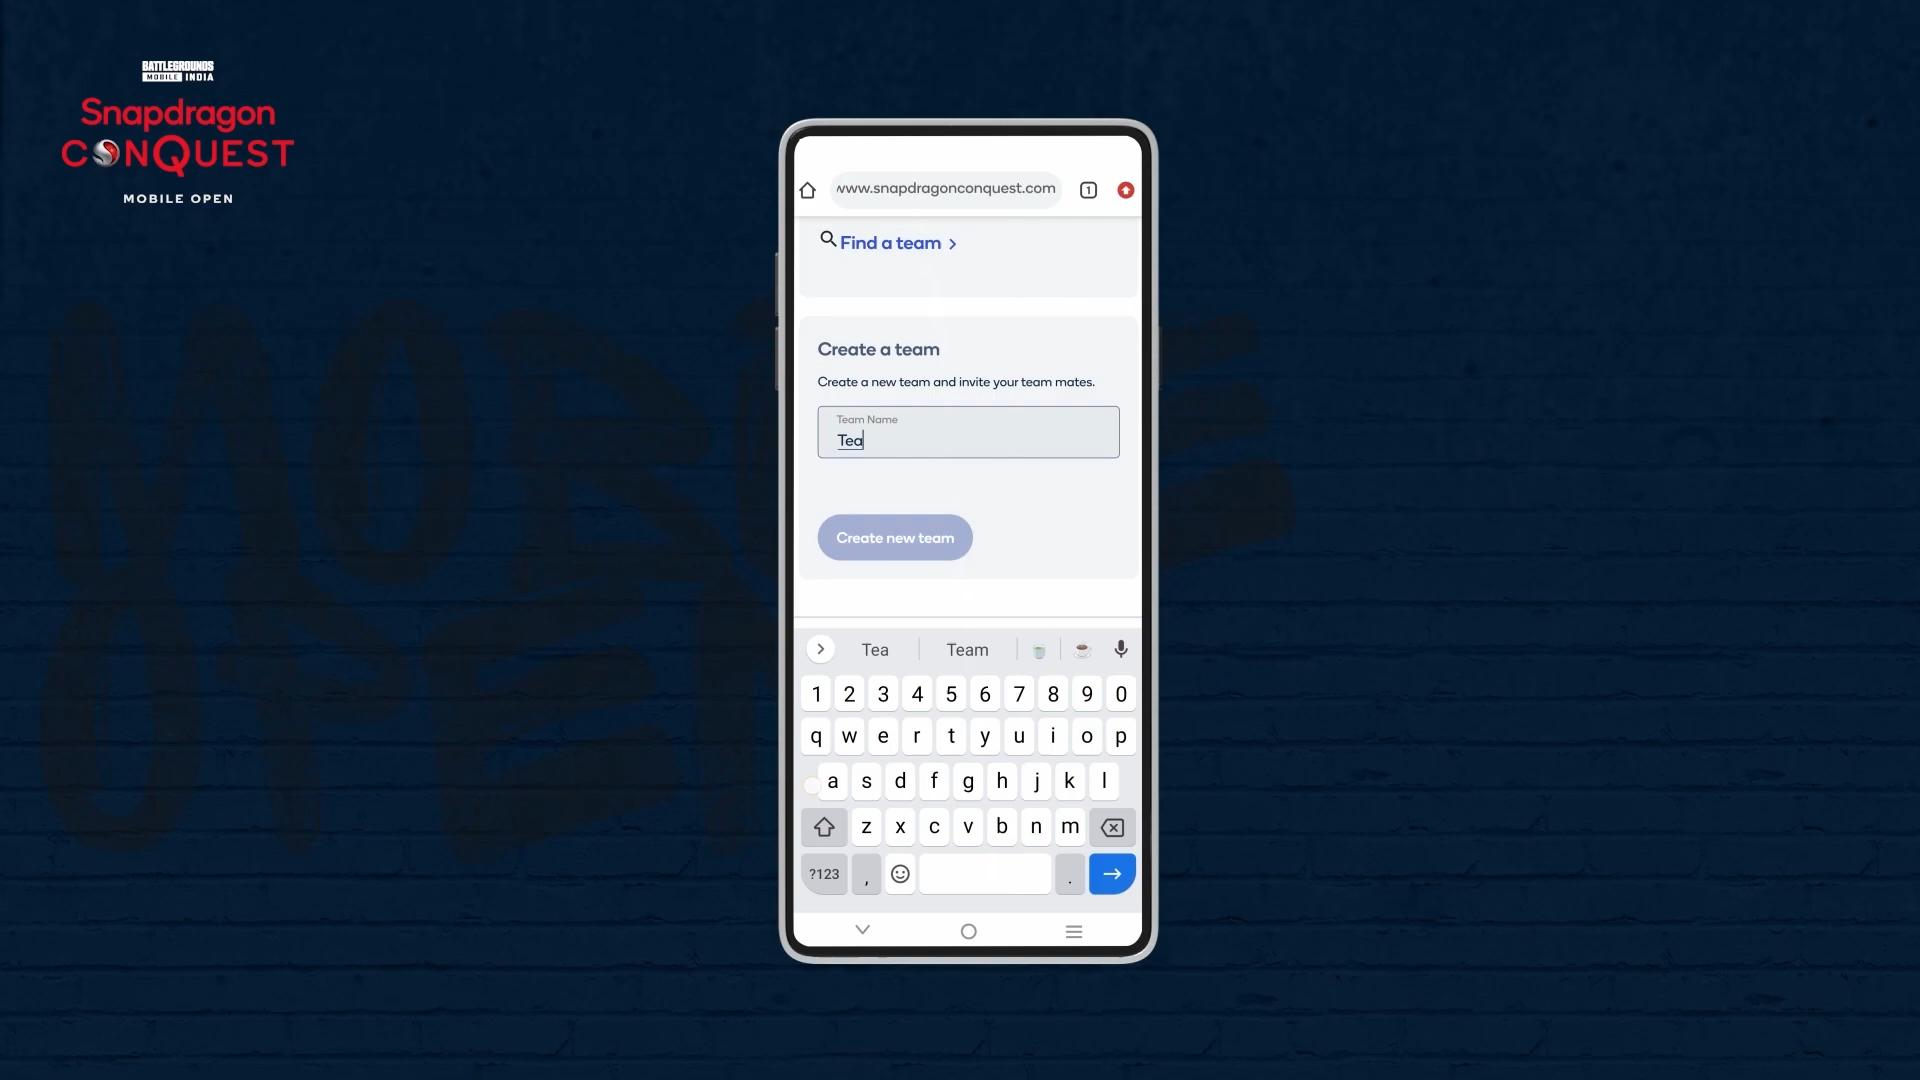 BATTLEGROUNDS
MOBILE INDIA
Snapdragon
CONQUEST
MOBILE OPEN
MOBILE
OPEN
www.snapdragonconquest.com
1
Find a team >
Create a team
Create a new team and invite your team mates.
Team Name
Tea
Create new team
Tea Team
1 2 3 4 5 6 7 8 9 0
q w e r t y u i o p
a s d f g h j k l
z x c v b n m
?123 , .